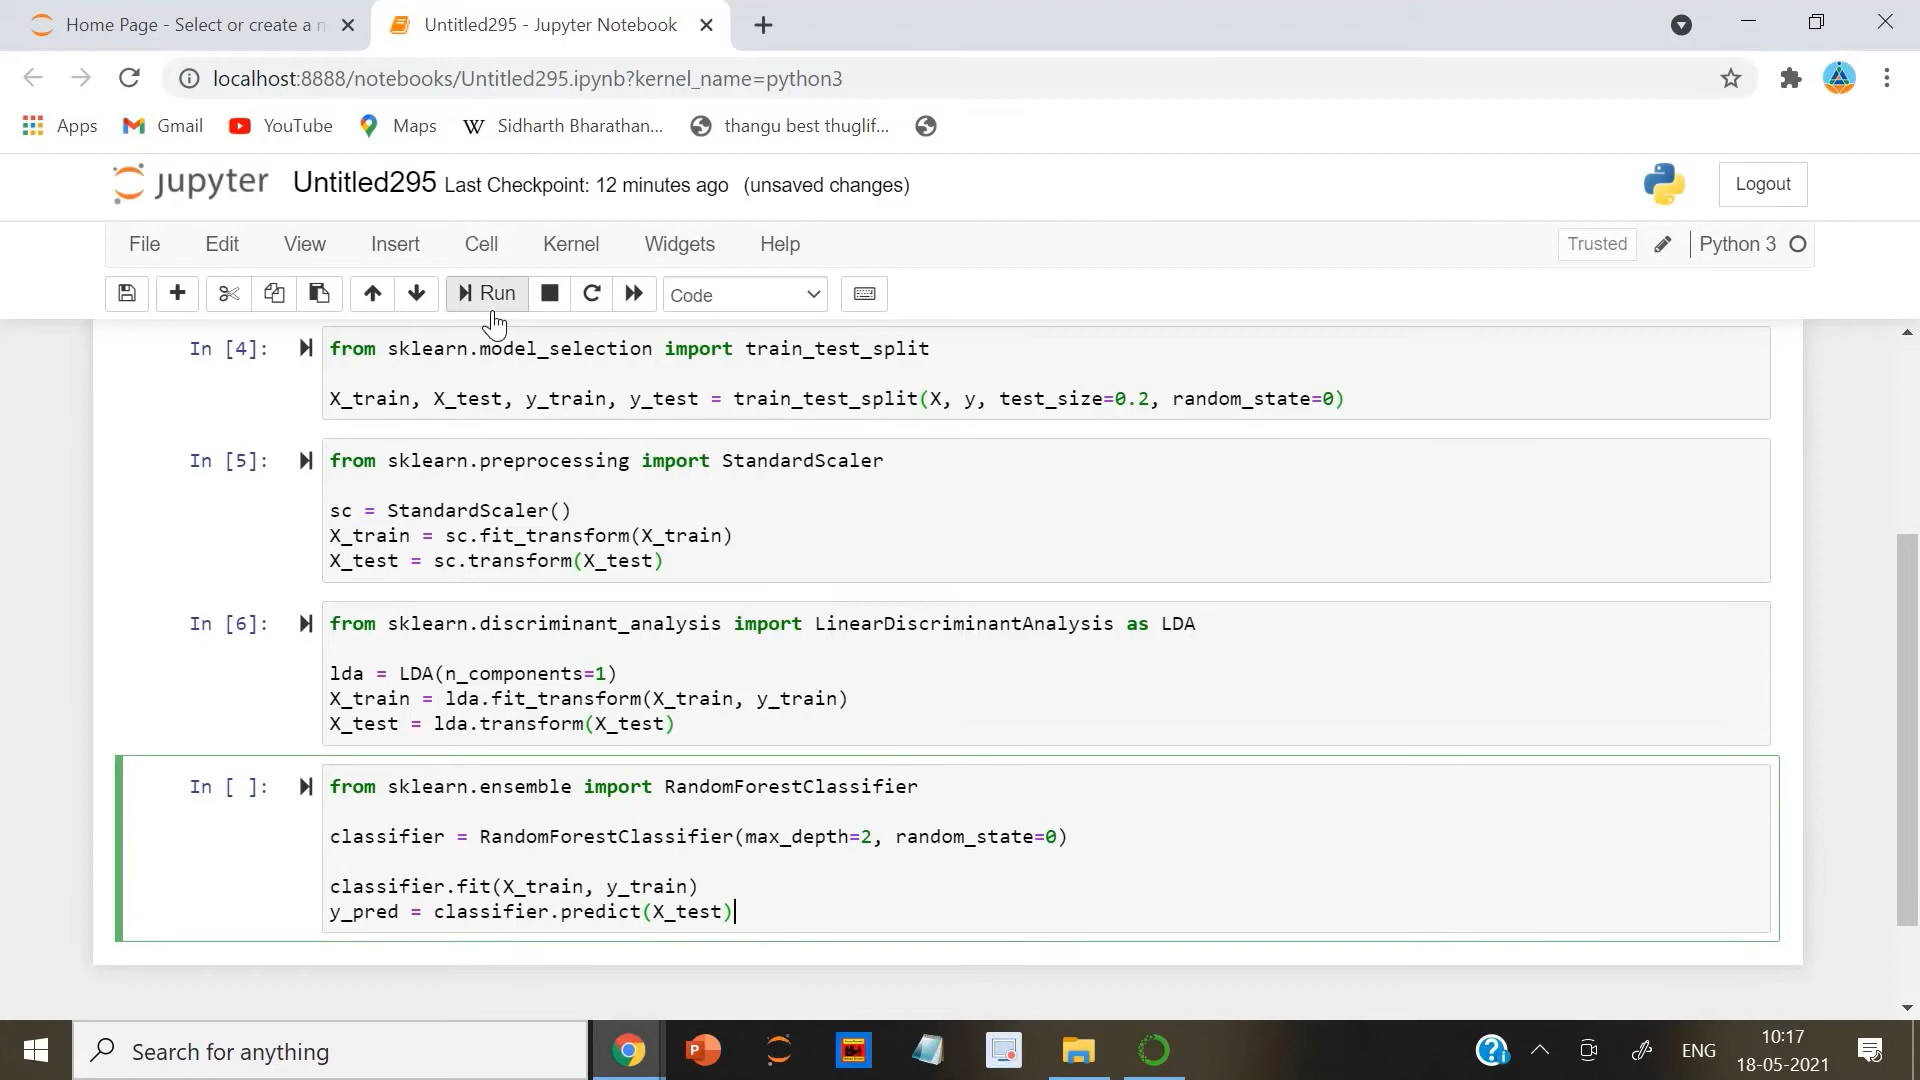 Home Page - Select or create a n
Untitled295 - Jupyter Notebook
localhost:8888/notebooks/Untitled295.ipynb?kernel_name=python3
Apps Gmail YouTube Maps W Sidharth Bharathan... thangu best thuglif...
jupyter Untitled295 Last Checkpoint: 12 minutes ago (unsaved changes) Logout
File Edit View Insert Cell Kernel Widgets Help Trusted Python 3
Run Code
In [4]: from sklearn.model_selection import train_test_split
X_train, X_test, y_train, y_test = train_test_split(X, y, test_size=0.2, random_state=0)
In [5]: from sklearn.preprocessing import StandardScaler
sc = StandardScaler()
X_train = sc.fit_transform(X_train)
X_test = sc.transform(X_test)
In [6]: from sklearn.discriminant_analysis import LinearDiscriminantAnalysis as LDA
lda = LDA(n_components=1)
X_train = lda.fit_transform(X_train, y_train)
X_test = lda.transform(X_test)
In [ ]: from sklearn.ensemble import RandomForestClassifier
classifier = RandomForestClassifier(max_depth=2, random_state=0)
classifier.fit(X_train, y_train)
y_pred = classifier.predict(X_test)
Search for anything
ENG
10:17
18-05-2021